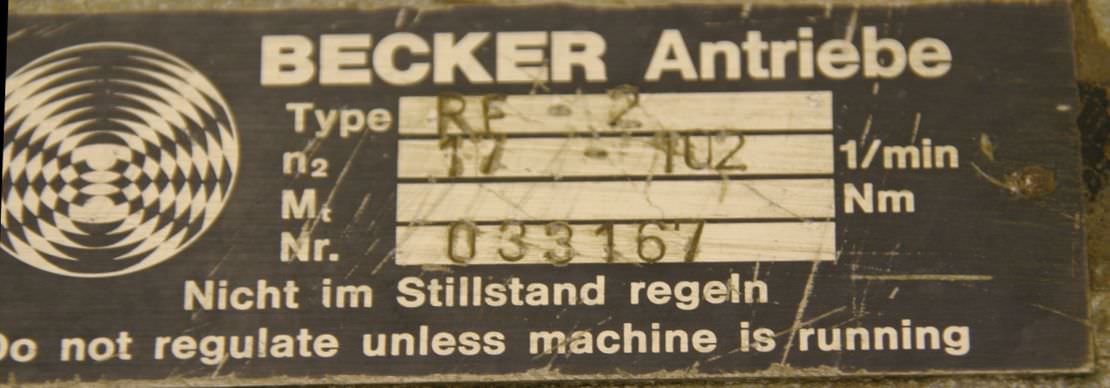 BECKER Antriebe
Type RF - 2
n₂ 17 - 102 1/min
Mₜ Nm
Nr. 033167
Nicht im Stillstand regeln
Do not regulate unless machine is running